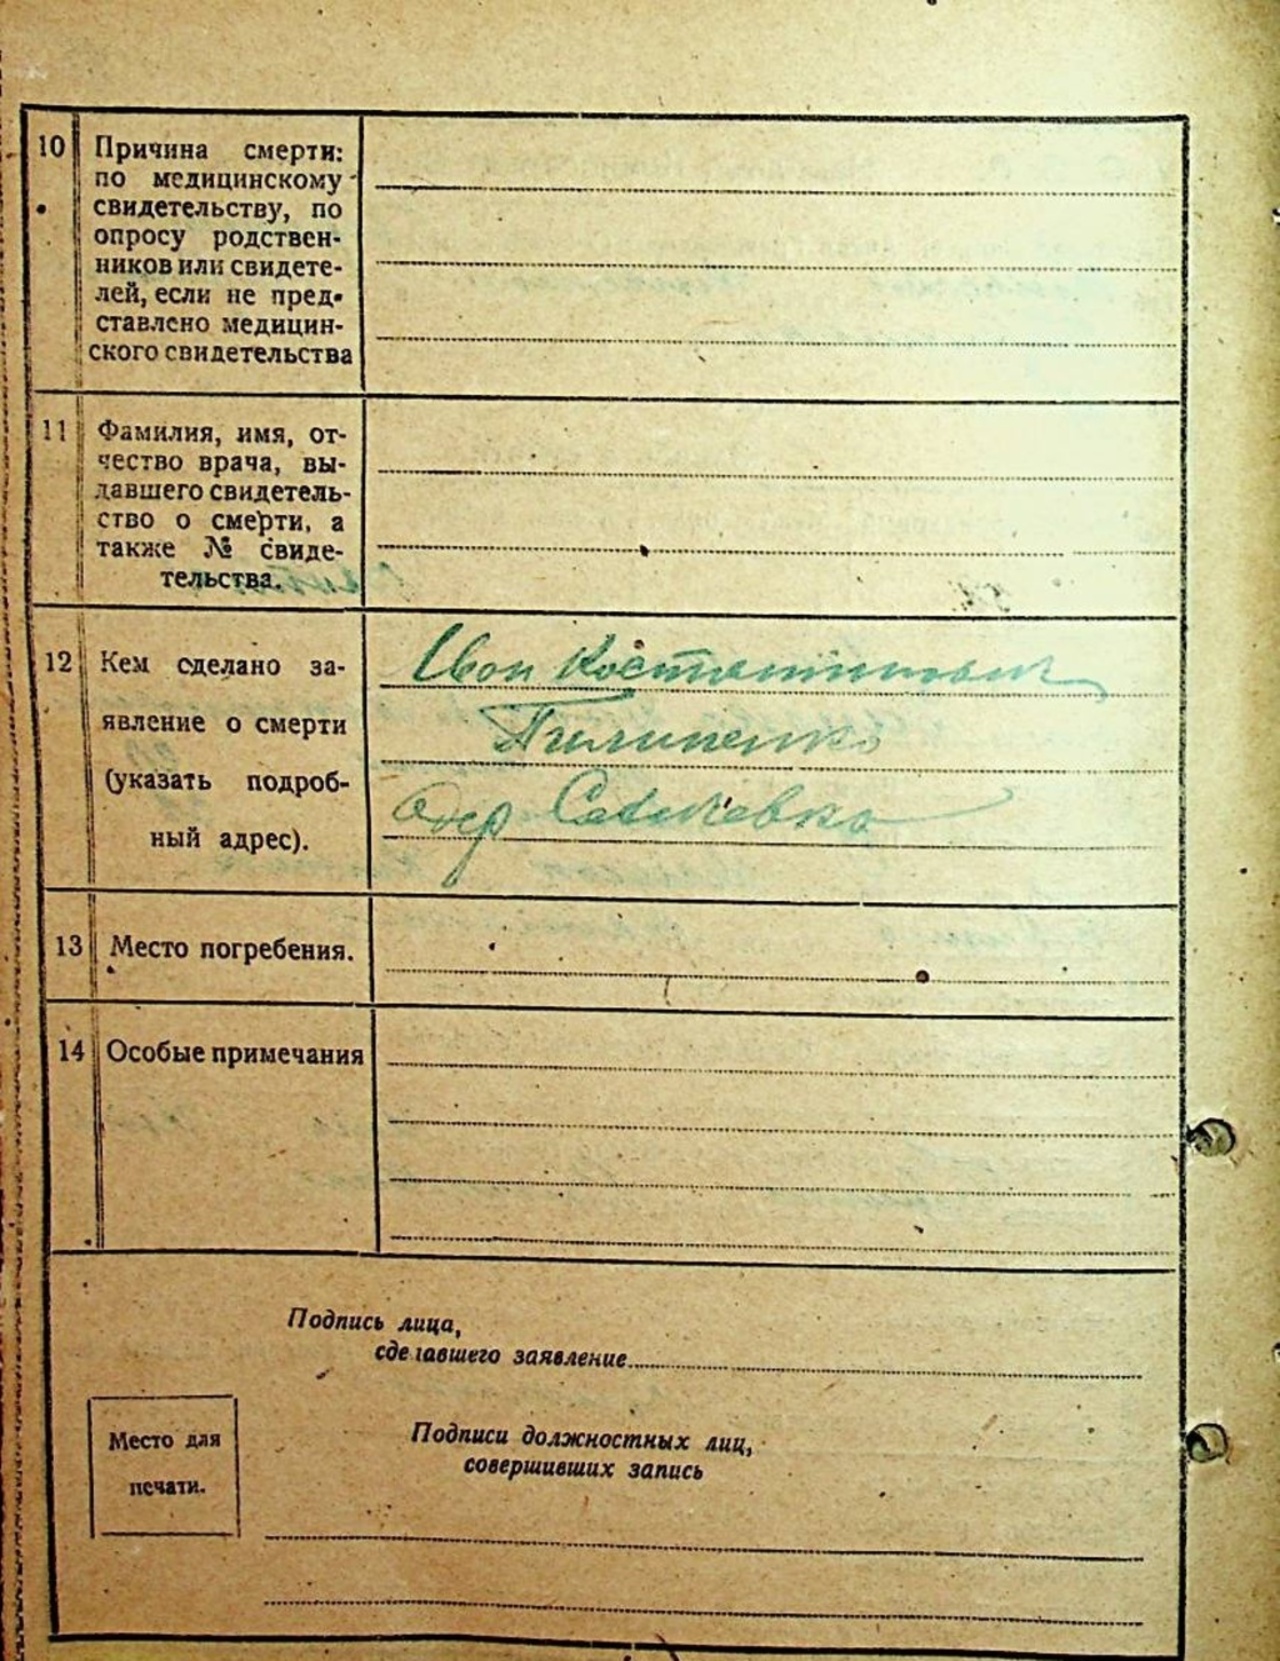 10
Причина смерти:
по медицинскому
свидетельству, по
опросу родствен-
ников или свидете-
лей, если не пред-
ставлено медицин-
ского свидетельства
11
Фамилия, имя, от-
чество врача, вы-
давшего свидетель-
ство о смерти, а
также № свиде-
тельства.
12
Кем сделано за-
явление о смерти
(указать подроб-
ный адрес).
Иван
Пилипенко
13
Место погребения.
14
Особые примечания
Подпись лица,
сделавшего заявление
Место для
печати.
Подписи должностных лиц,
совершивших запись